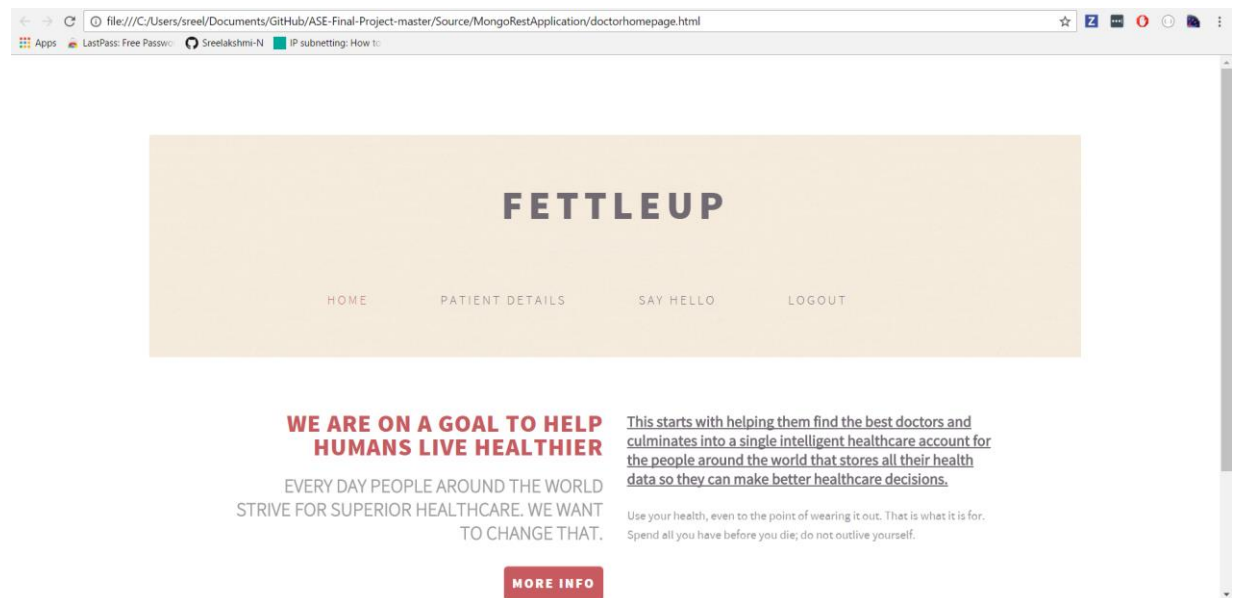 file:///C:/Users/sreel/Documents/GitHub/ASE-Final-Project-master/Source/MongoRestApplication/doctorhomepage.html
Apps LastPass: Free Passwo Sreelakshmi-N IP subnetting: How to
FETTLEUP
HOME PATIENT DETAILS SAY HELLO LOGOUT
WE ARE ON A GOAL TO HELP
HUMANS LIVE HEALTHIER
EVERY DAY PEOPLE AROUND THE WORLD
STRIVE FOR SUPERIOR HEALTHCARE. WE WANT
TO CHANGE THAT.
MORE INFO
This starts with helping them find the best doctors and
culminates into a single intelligent healthcare account for
the people around the world that stores all their health
data so they can make better healthcare decisions.
Use your health, even to the point of wearing it out. That is what it is for.
Spend all you have before you die; do not outlive yourself.